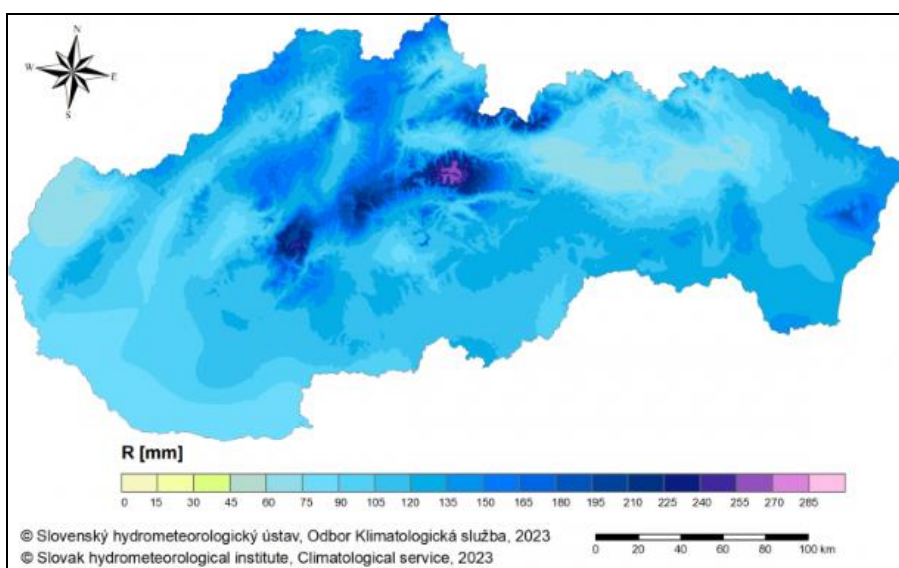 N
W E
S
R [mm]
0 15 30 45 60 75 90 105 120 135 150 165 180 195 210 225 240 255 270 285
© Slovenský hydrometeorologický ústav, Odbor Klimatologická služba, 2023
© Slovak hydrometeorological institute, Climatological service, 2023
0 20 40 60 80 100 km